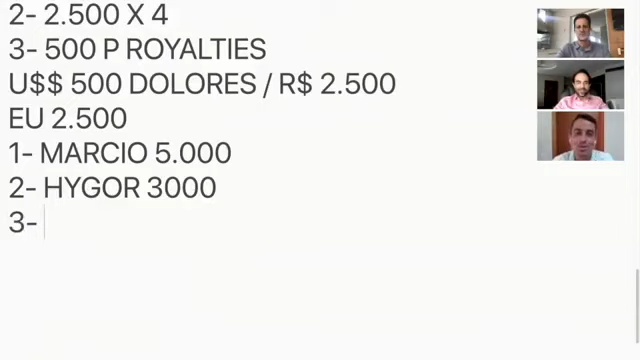 2- 2.500 X 4
3- 500 P ROYALTIES
U$$ 500 DOLORES / R$ 2.500
EU 2.500
1- MARCIO 5.000
2- HYGOR 3000
3-